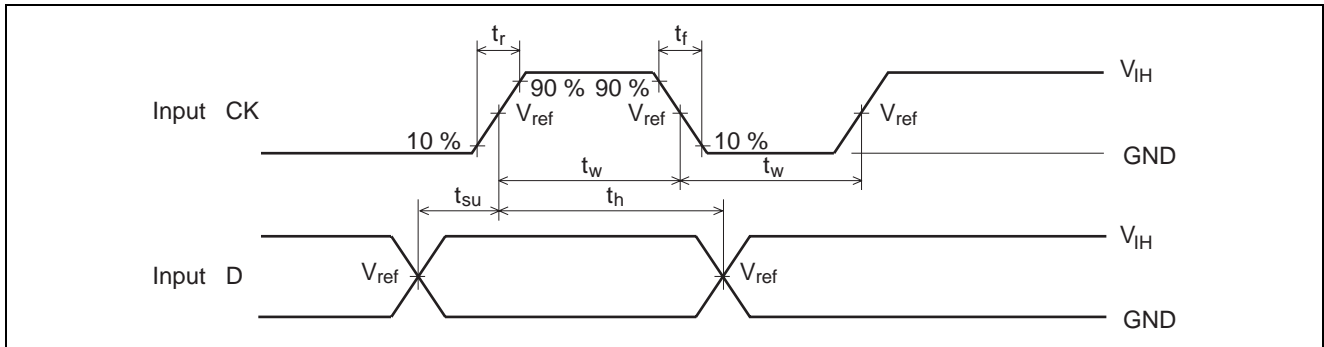 tr tf
VIH
90 % 90 %
Input CK Vref Vref Vref
10 % 10 %
GND
tw tw
tsu th
VIH
Input D Vref Vref
GND